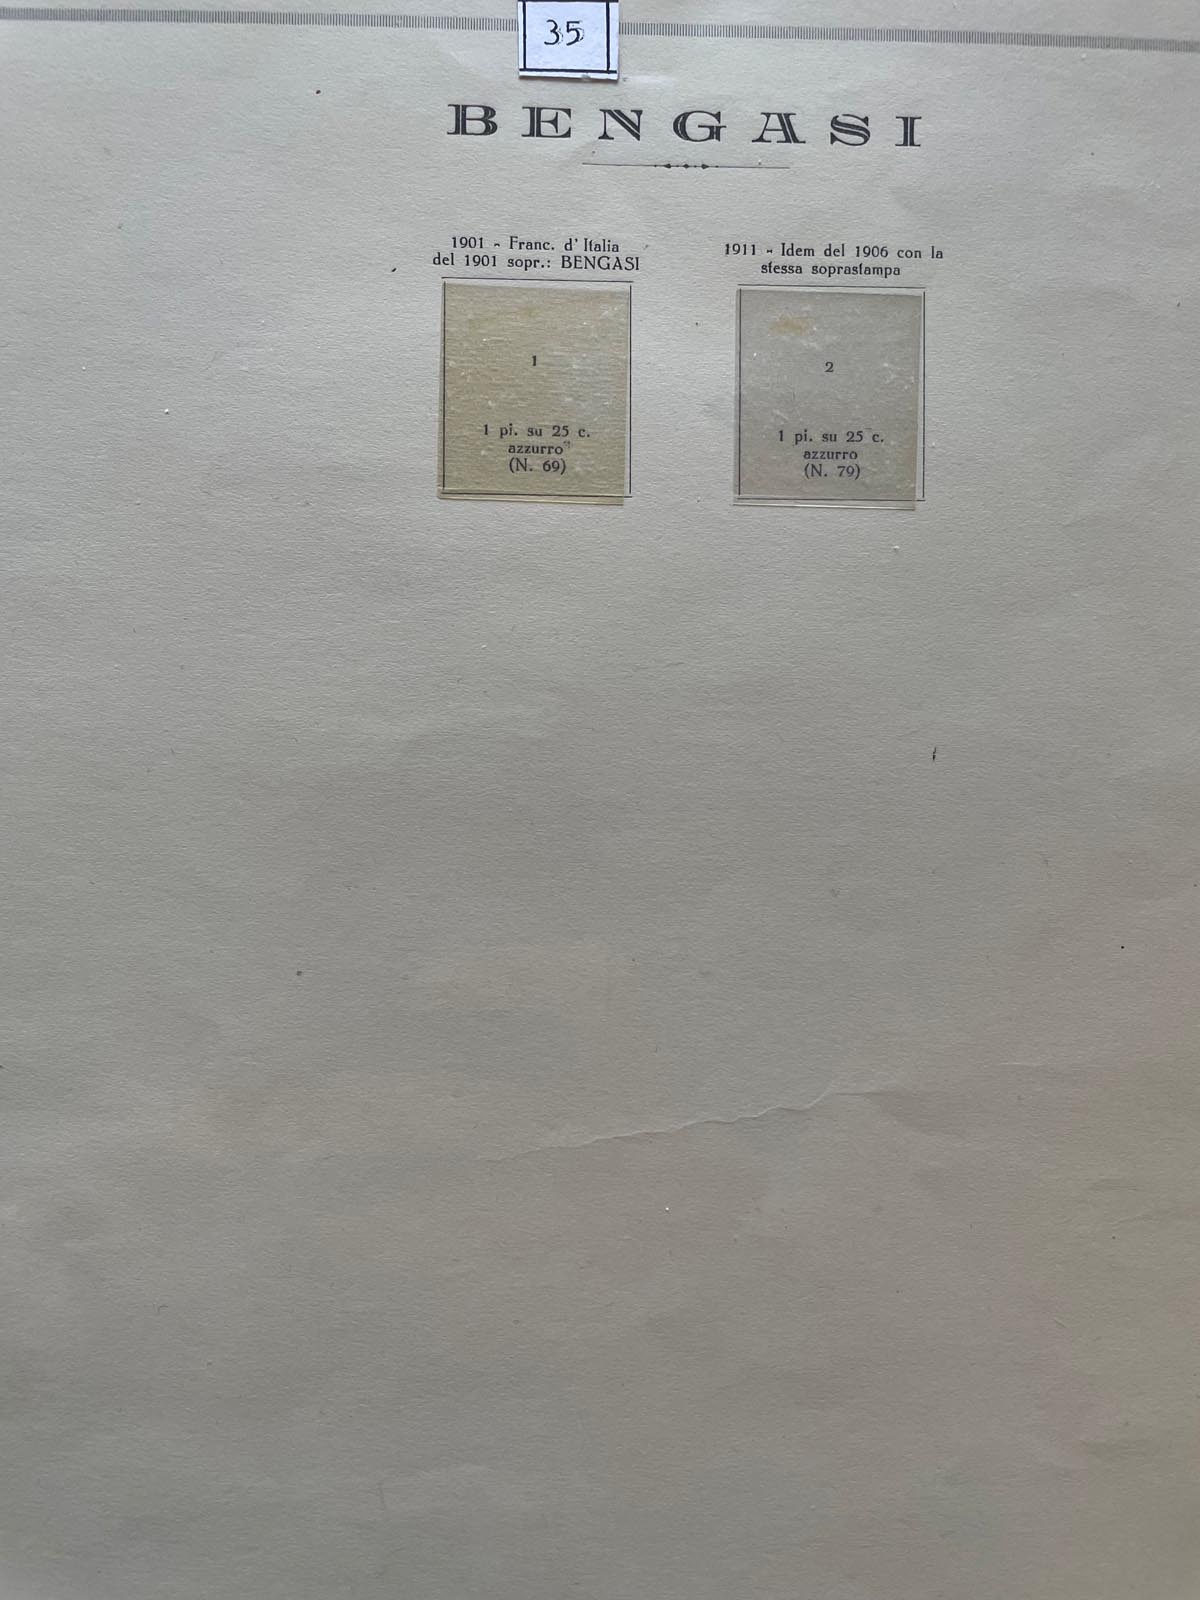 35
BENGASI
1901 - Franc. d' Italia
del 1901 sopr.: BENGASI
1
1 pi. su 25 c.
azzurro
(N. 69)
1911 - Idem del 1906 con la
stessa soprastampa
2
1 pi. su 25 c.
azzurro
(N. 79)